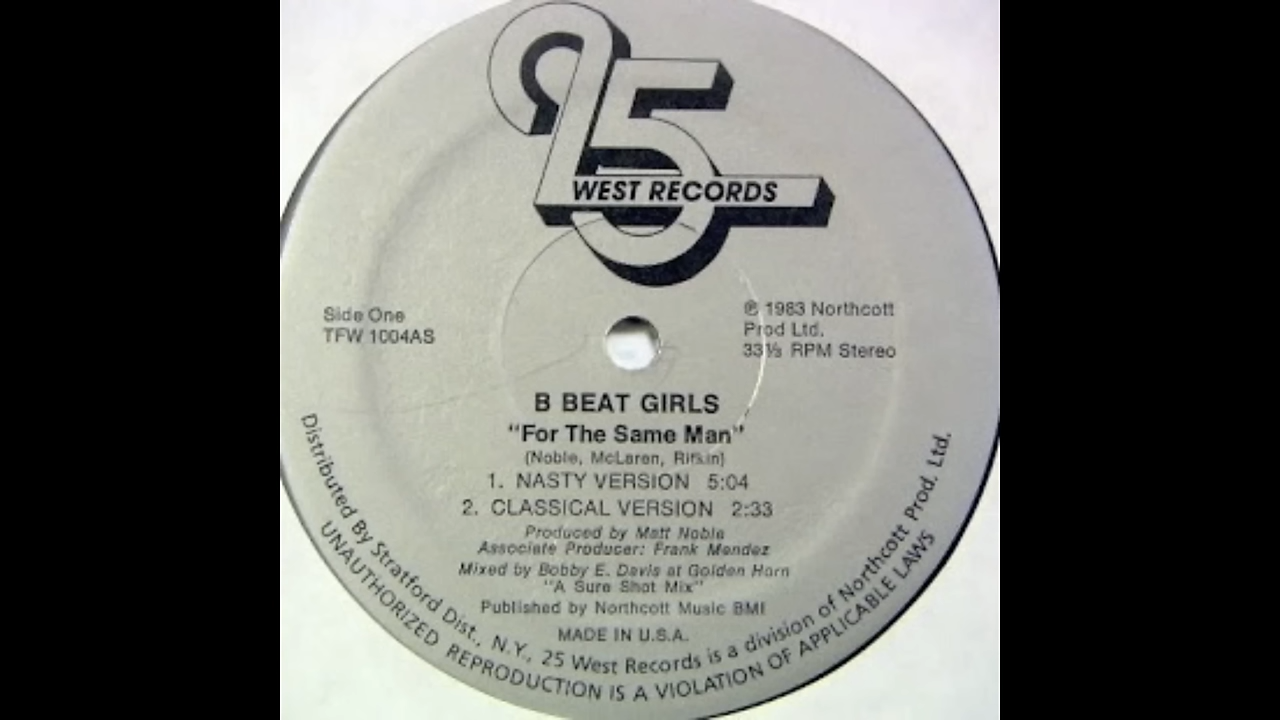 25
WEST RECORDS
Side One
TFW 1004AS
℗ 1983 Northcott
Prod Ltd.
33⅓ RPM Stereo
B BEAT GIRLS
"For The Same Man"
(Noble, McLaren, Rifkin)
1. NASTY VERSION 5:04
2. CLASSICAL VERSION 2:33
Produced by Matt Noble
Associate Producer: Frank Mendez
Mixed by Bobby E. Davis at Golden Horn
"A Sure Shot Mix"
Published by Northcott Music BMI
MADE IN U.S.A.
Distributed By Stratford Dist., N.Y., 25 West Records is a division of Northcott Prod. Ltd.
UNAUTHORIZED REPRODUCTION IS A VIOLATION OF APPLICABLE LAWS